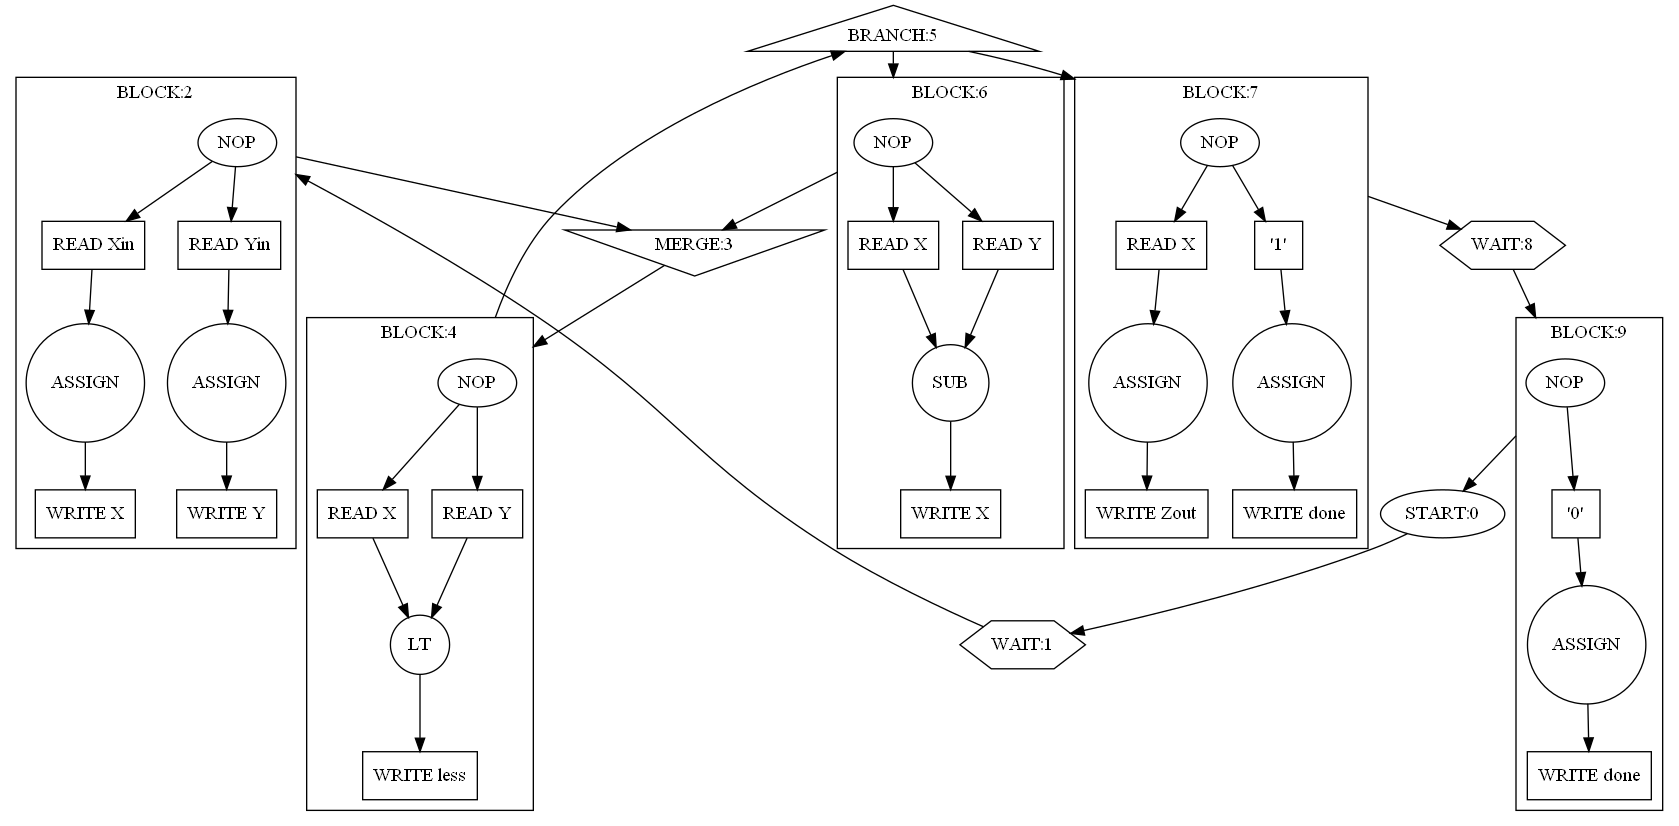 BRANCH:5
BLOCK:2
NOP
READ Xin
READ Yin
ASSIGN
ASSIGN
WRITE X
WRITE Y
MERGE:3
BLOCK:4
NOP
READ X
READ Y
LT
WRITE less
BLOCK:6
NOP
READ X
READ Y
SUB
WRITE X
BLOCK:7
NOP
READ X
'1'
ASSIGN
ASSIGN
WRITE Zout
WRITE done
WAIT:8
START:0
WAIT:1
BLOCK:9
NOP
'0'
ASSIGN
WRITE done